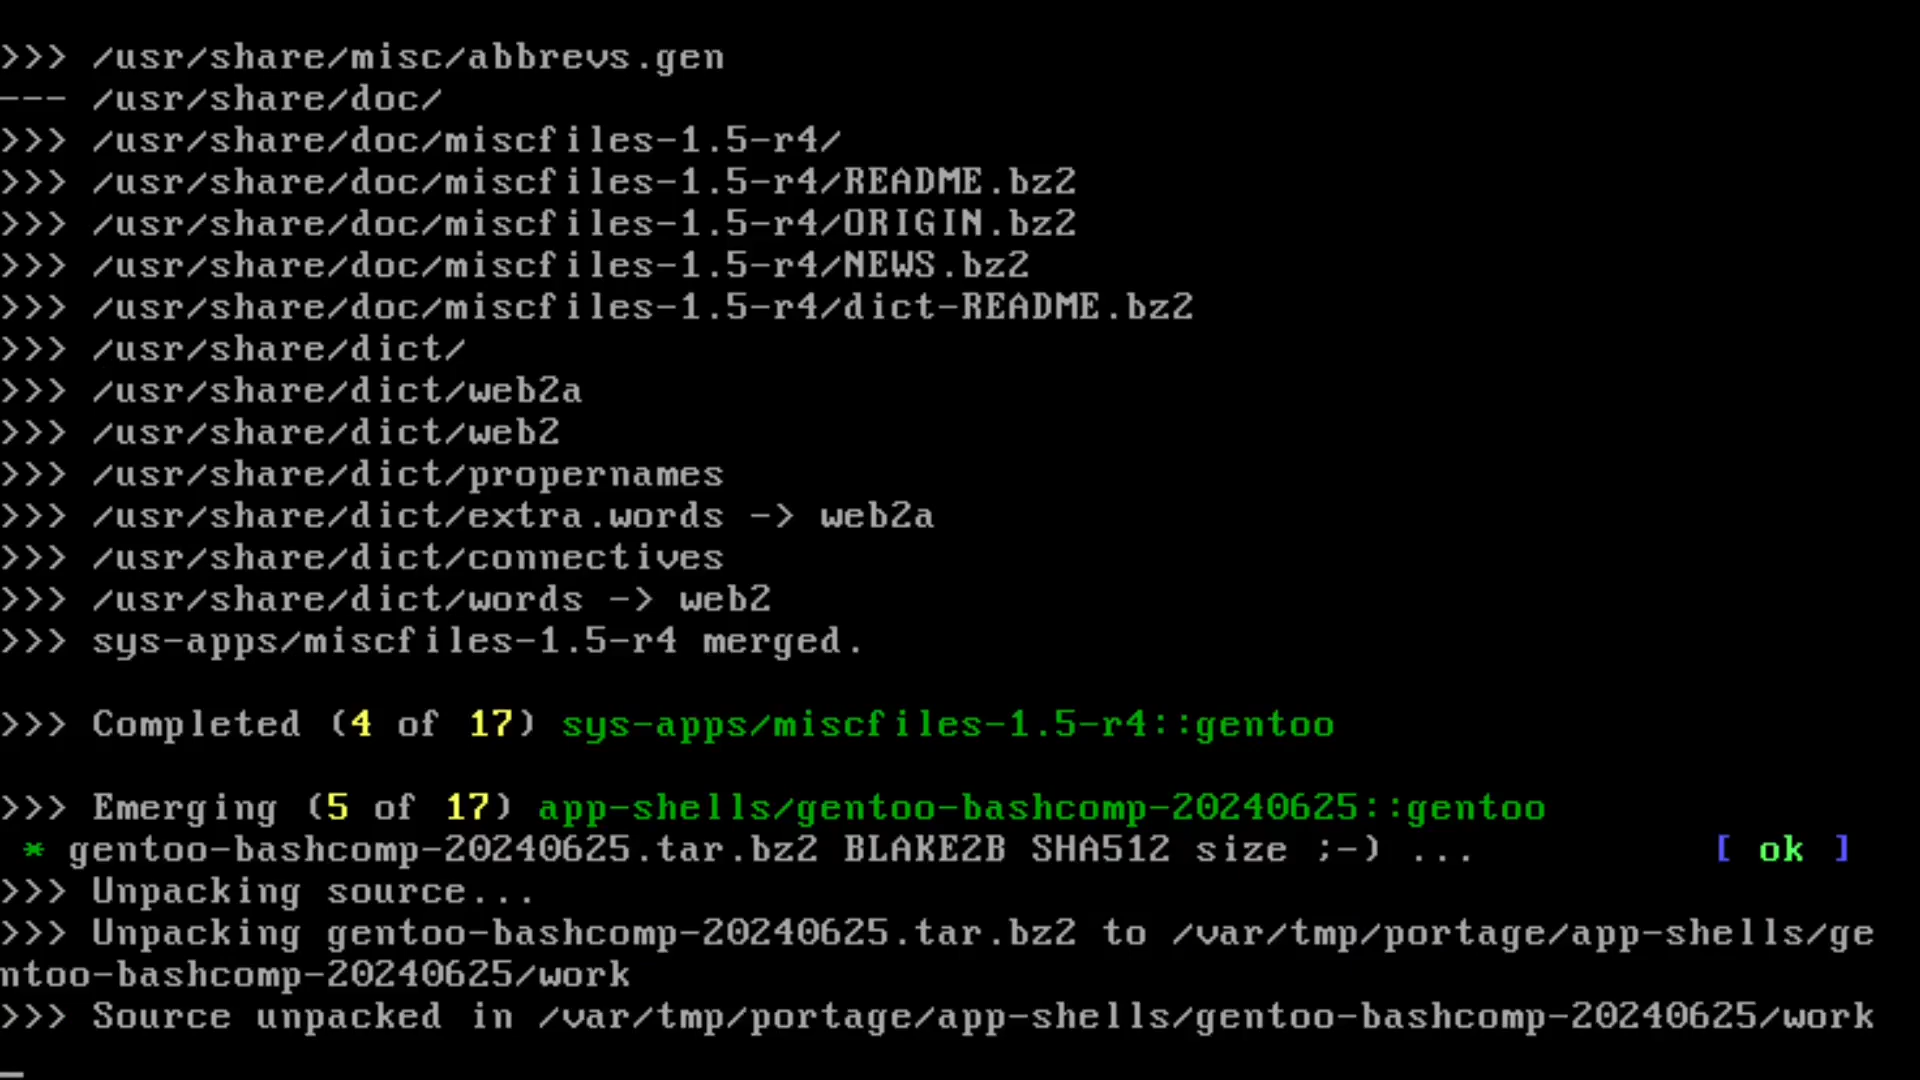 >>> /usr/share/misc/abbrevs.gen
--- /usr/share/doc/
>>> /usr/share/doc/miscfiles-1.5-r4/
>>> /usr/share/doc/miscfiles-1.5-r4/README.bz2
>>> /usr/share/doc/miscfiles-1.5-r4/ORIGIN.bz2
>>> /usr/share/doc/miscfiles-1.5-r4/NEWS.bz2
>>> /usr/share/doc/miscfiles-1.5-r4/dict-README.bz2
>>> /usr/share/dict/
>>> /usr/share/dict/web2a
>>> /usr/share/dict/web2
>>> /usr/share/dict/propernames
>>> /usr/share/dict/extra.words -> web2a
>>> /usr/share/dict/connectives
>>> /usr/share/dict/words -> web2
>>> sys-apps/miscfiles-1.5-r4 merged.
>>> Completed (4 of 17) sys-apps/miscfiles-1.5-r4::gentoo
>>> Emerging (5 of 17) app-shells/gentoo-bashcomp-20240625::gentoo
 * gentoo-bashcomp-20240625.tar.bz2 BLAKE2B SHA512 size ;-) ... [ ok ]
>>> Unpacking source...
>>> Unpacking gentoo-bashcomp-20240625.tar.bz2 to /var/tmp/portage/app-shells/ge
ntoo-bashcomp-20240625/work
>>> Source unpacked in /var/tmp/portage/app-shells/gentoo-bashcomp-20240625/work